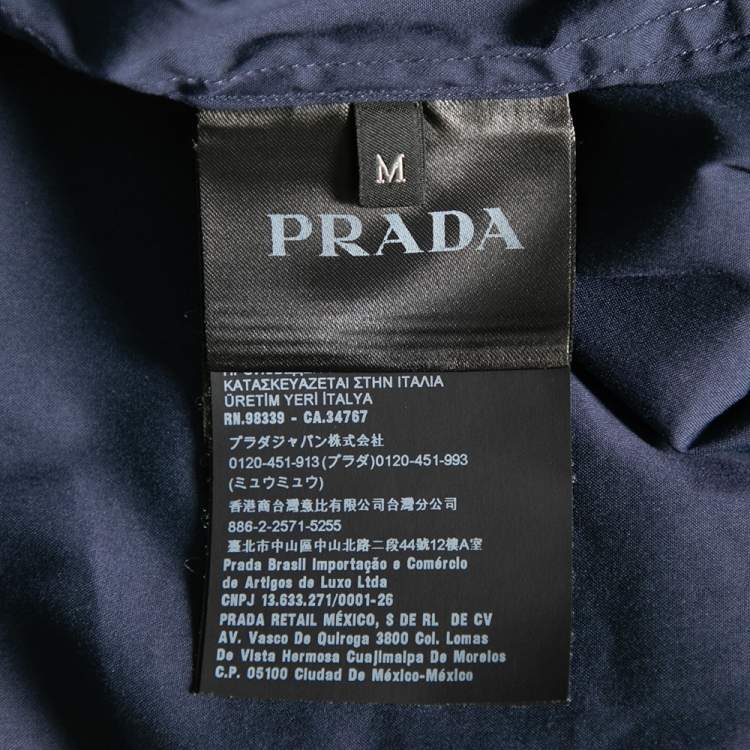 M
PRADA
ΚΑΤΑΣΚΕΥΑΖΕΤΑΙ ΣΤΗΝ ΙΤΑΛΙΑ
ÜRETİM YERİ İTALYA
RN.98339 - CA.34767
プラダジャパン株式会社
0120-451-913(プラダ)0120-451-993
(ミュウミュウ)
香港商台灣意比有限公司台灣分公司
886-2-2571-5255
臺北市中山區中山北路二段44號12樓A室
Prada Brasil Importação e Comércio
de Artigos de Luxo Ltda
CNPJ 13.633.271/0001-26
PRADA RETAIL MÉXICO, S DE RL DE CV
AV. Vasco De Quiroga 3800 Col. Lomas
De Vista Hermosa Cuajimalpa De Morelos
C.P. 05100 Ciudad De México-México